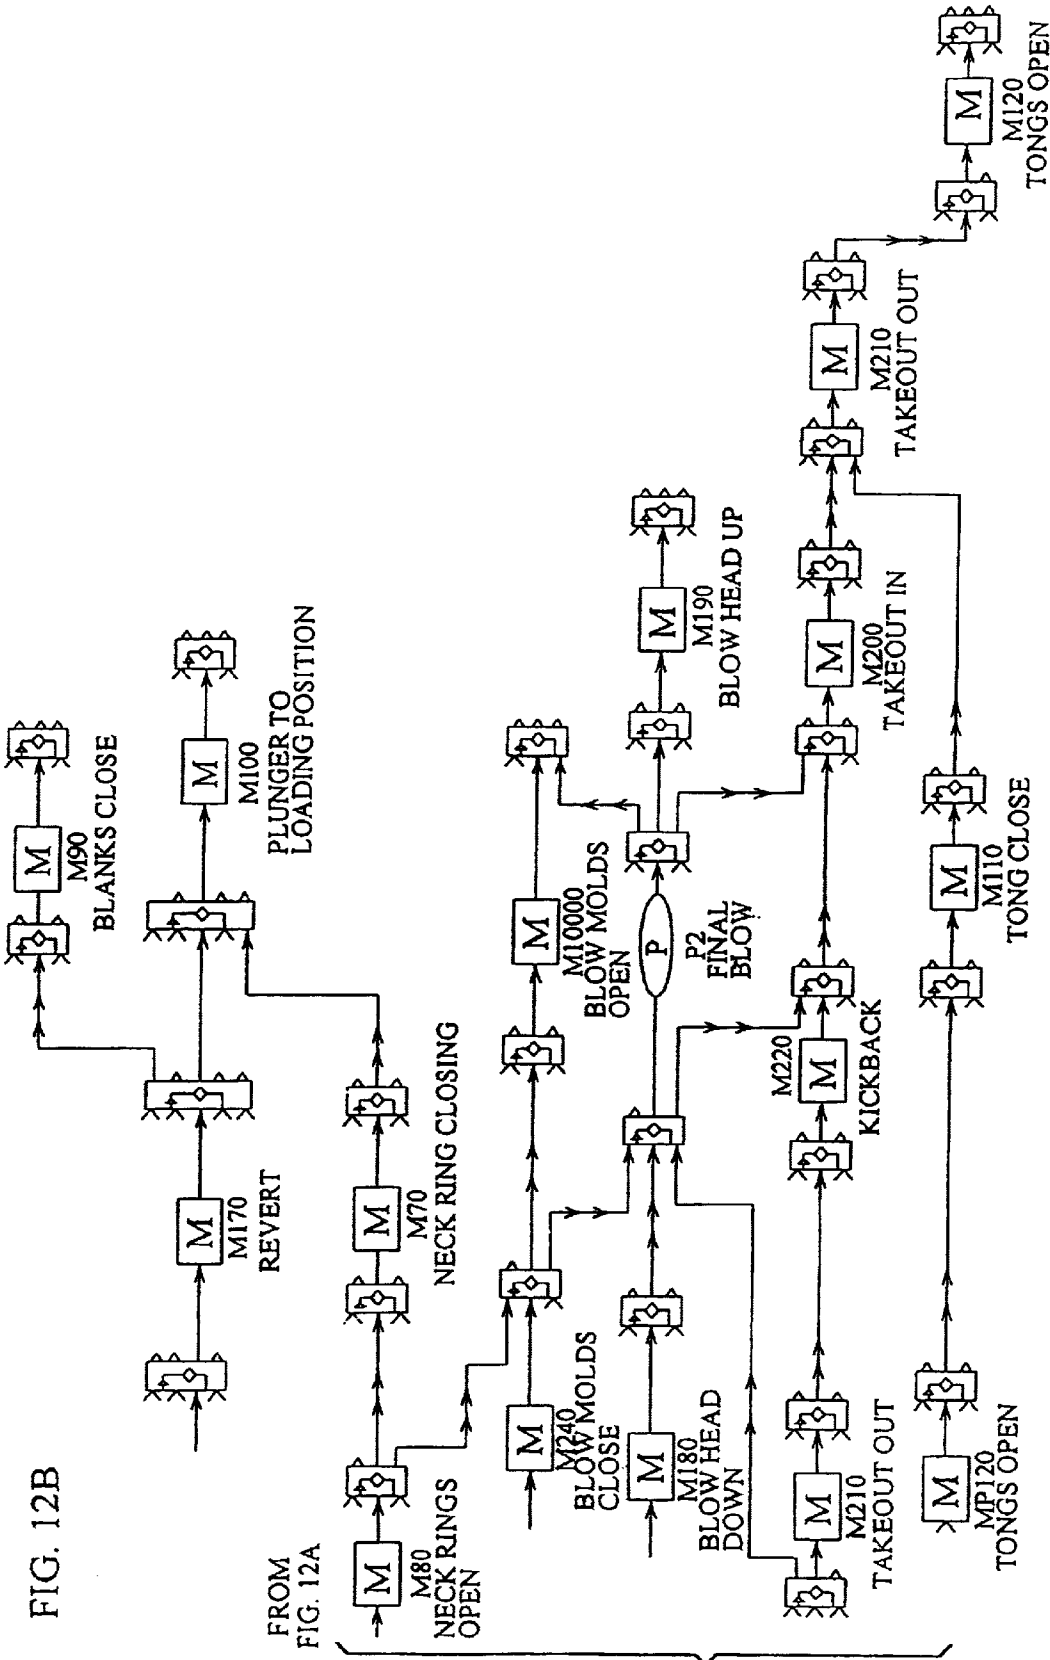 FIG. 12B
FROM
FIG. 12A
M
M90
BLANKS CLOSE
M
M170
REVERT
M
M100
PLUNGER TO
LOADING POSITION
M
M80
NECK RINGS
OPEN
M
M70
NECK RING CLOSING
M
M240
BLOW MOLDS
CLOSE
M
M10000
BLOW MOLDS
OPEN
M
M180
BLOW HEAD
DOWN
P
P2
FINAL
BLOW
M
M190
BLOW HEAD UP
M
M210
TAKEOUT OUT
M220
M
KICKBACK
M
M200
TAKEOUT IN
M
M210
TAKEOUT OUT
M
MP120
TONGS OPEN
M
M110
TONG CLOSE
M
M120
TONGS OPEN